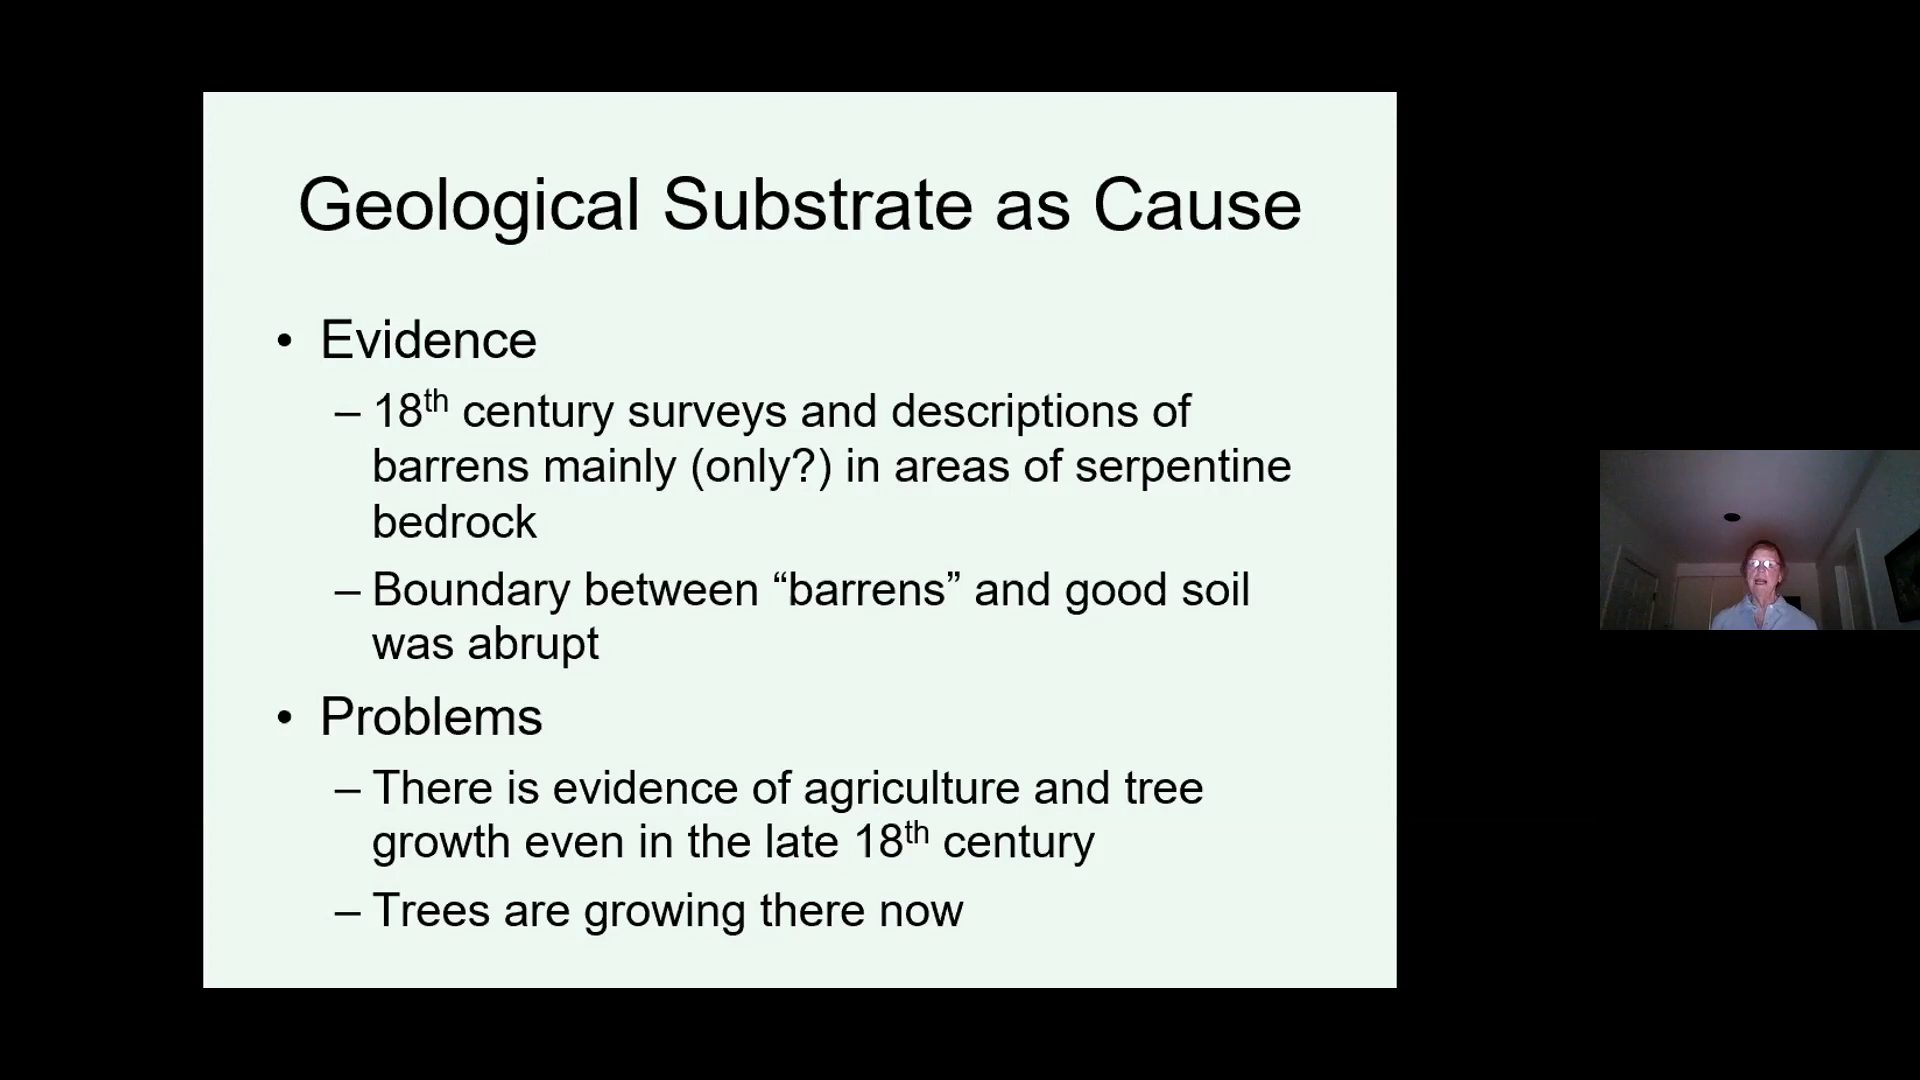 Geological Substrate as Cause
• Evidence
– 18th century surveys and descriptions of
barrens mainly (only?) in areas of serpentine
bedrock
– Boundary between “barrens” and good soil
was abrupt
• Problems
– There is evidence of agriculture and tree
growth even in the late 18th century
– Trees are growing there now